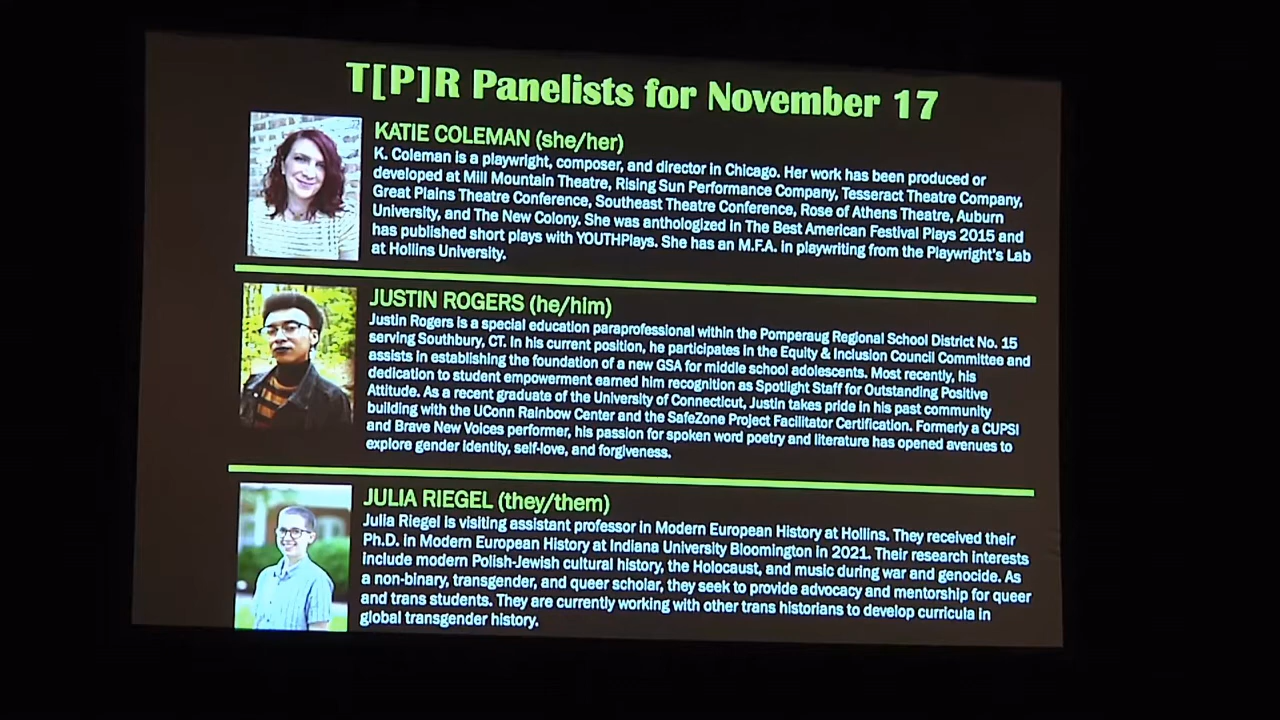 T[P]R Panelists for November 17
KATIE COLEMAN (she/her)
K. Coleman is a playwright, composer, and director in Chicago. Her work has been produced or
developed at Mill Mountain Theatre, Rising Sun Performance Company, Tesseract Theatre Company,
Great Plains Theatre Conference, Southeast Theatre Conference, Rose of Athens Theatre, Auburn
University, and The New Colony. She was anthologized in The Best American Festival Plays 2015 and
has published short plays with YOUTHPlays. She has an M.F.A. in playwriting from the Playwright's Lab
at Hollins University.
JUSTIN ROGERS (he/him)
Justin Rogers is a special education paraprofessional within the Pomperaug Regional School District No. 15
serving Southbury, CT. In his current position, he participates in the Equity & Inclusion Council Committee and
assists in establishing the foundation of a new GSA for middle school adolescents. Most recently, his
dedication to student empowerment earned him recognition as Spotlight Staff for Outstanding Positive
Attitude. As a recent graduate of the University of Connecticut, Justin takes pride in his past community
building with the UConn Rainbow Center and the SafeZone Project Facilitator Certification. Formerly a CUPSI
and Brave New Voices performer, his passion for spoken word poetry and literature has opened avenues to
explore gender identity, self-love, and forgiveness.
JULIA RIEGEL (they/them)
Julia Riegel is visiting assistant professor in Modern European History at Hollins. They received their
Ph.D. in Modern European History at Indiana University Bloomington in 2021. Their research interests
include modern Polish-Jewish cultural history, the Holocaust, and music during war and genocide. As
a non-binary, transgender, and queer scholar, they seek to provide advocacy and mentorship for queer
and trans students. They are currently working with other trans historians to develop curricula in
global transgender history.